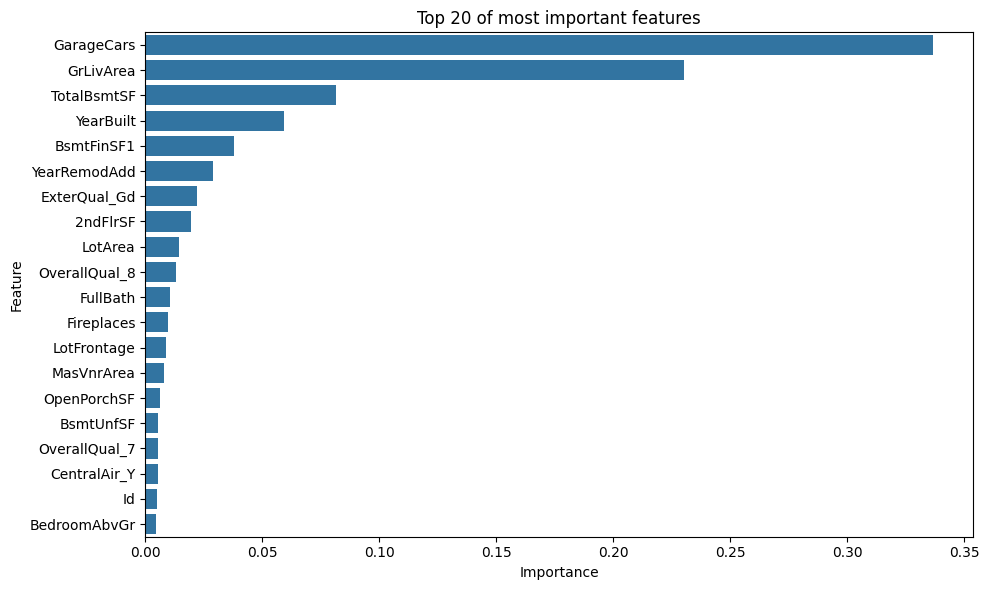 Top 20 of most important features
Feature
GarageCars
GrLivArea
TotalBsmtSF
YearBuilt
BsmtFinSF1
YearRemodAdd
ExterQual_Gd
2ndFlrSF
LotArea
OverallQual_8
FullBath
Fireplaces
LotFrontage
MasVnrArea
OpenPorchSF
BsmtUnfSF
OverallQual_7
CentralAir_Y
Id
BedroomAbvGr
0.00 0.05 0.10 0.15 0.20 0.25 0.30 0.35
Importance